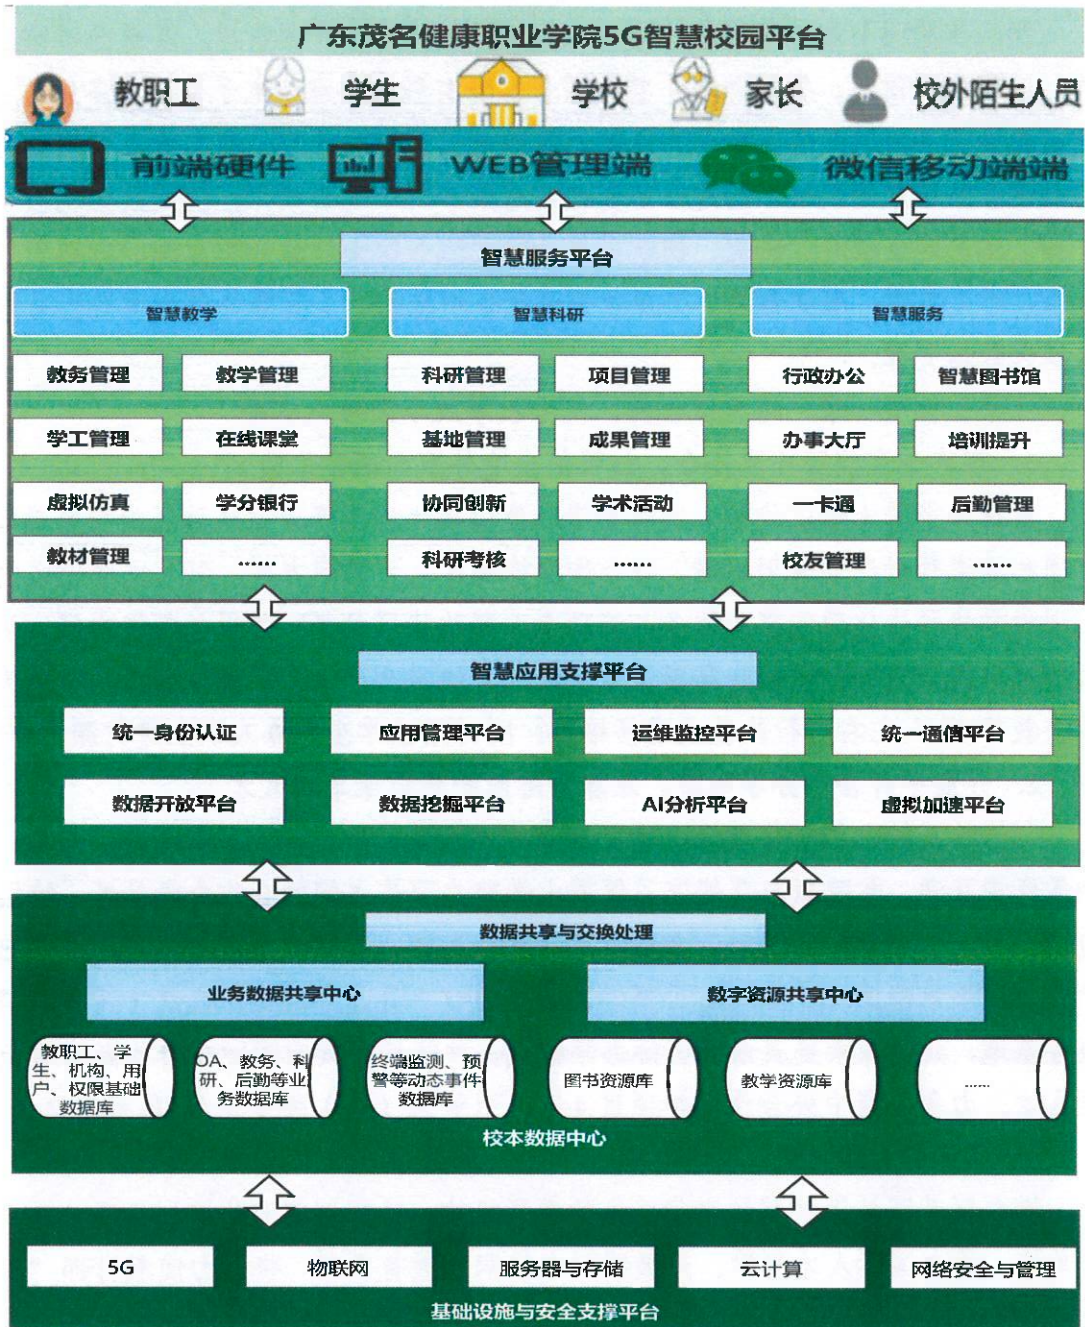 广东茂名健康职业学院5G智慧校园平台
教职工 学生 学校 家长 校外陌生人员
前端硬件 WEB管理端 微信移动端端
智慧服务平台
智慧教学 智慧科研 智慧服务
教务管理 教学管理 科研管理 项目管理 行政办公 智慧图书馆
学工管理 在线课堂 基地管理 成果管理 办事大厅 培训提升
虚拟仿真 学分银行 协同创新 学术活动 一卡通 后勤管理
教材管理 …… 科研考核 …… 校友管理 ……
智慧应用支撑平台
统一身份认证 应用管理平台 运维监控平台 统一通信平台
数据开放平台 数据挖掘平台 AI分析平台 虚拟加速平台
数据共享与交换处理
业务数据共享中心 数字资源共享中心
教职工、学
生、机构、用
户、权限基础
数据库
OA、教务、科
研、后勤等业
务数据库
终端监测、预
警等动态事件
数据库
图书资源库
教学资源库
……
校本数据中心
5G 物联网 服务器与存储 云计算 网络安全与管理
基础设施与安全支撑平台